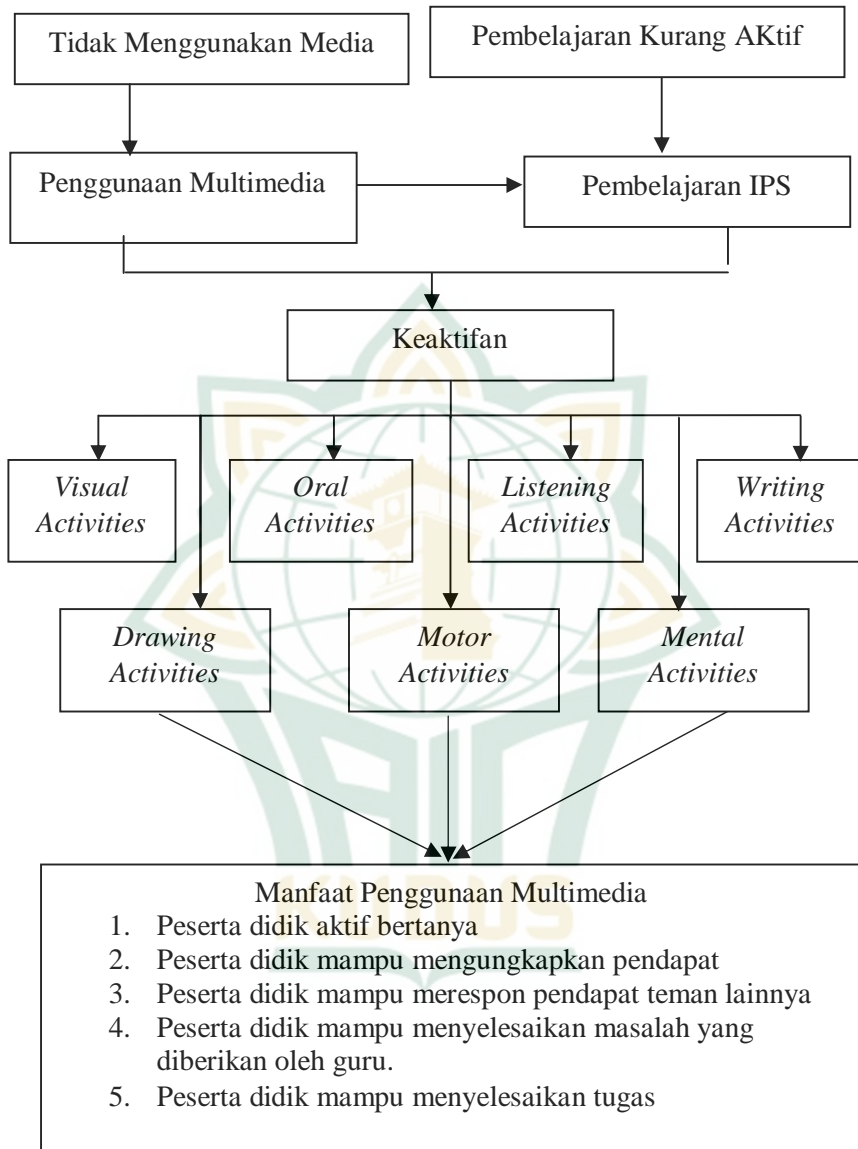 Tidak Menggunakan Media
Pembelajaran Kurang AKtif
Penggunaan Multimedia
Pembelajaran IPS
Keaktifan
Visual
Activities
Oral
Activities
Listening
Activities
Writing
Activities
Drawing
Activities
Motor
Activities
Mental
Activities
Manfaat Penggunaan Multimedia
1. Peserta didik aktif bertanya
2. Peserta didik mampu mengungkapkan pendapat
3. Peserta didik mampu merespon pendapat teman lainnya
4. Peserta didik mampu menyelesaikan masalah yang
diberikan oleh guru.
5. Peserta didik mampu menyelesaikan tugas
KUDUS